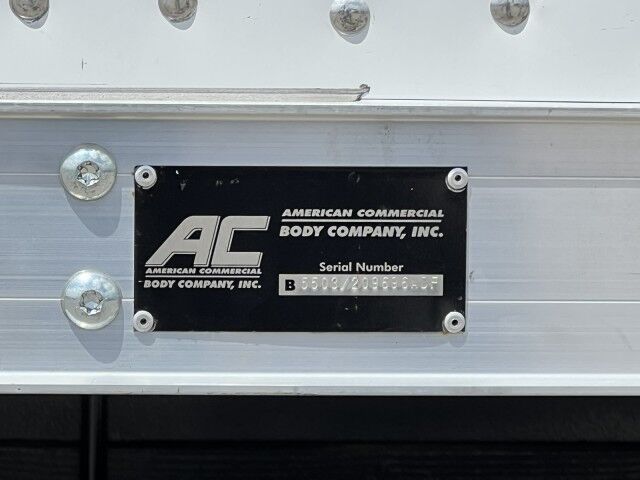 AC
AMERICAN COMMERCIAL
BODY COMPANY, INC.
AMERICAN COMMERCIAL
BODY COMPANY, INC.
Serial Number
B